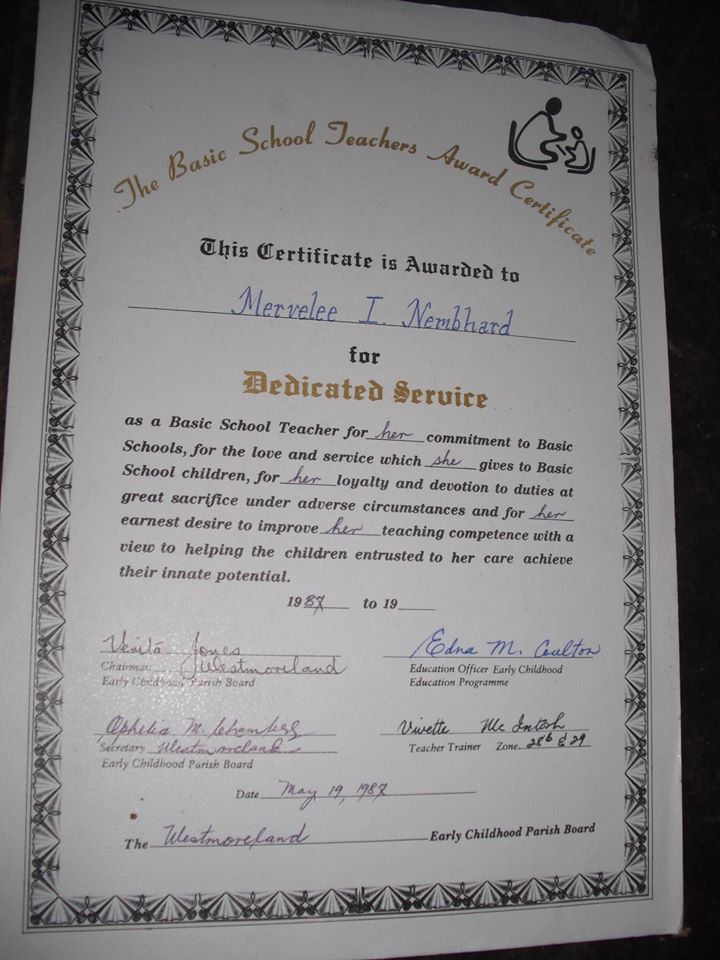 The Basic School Teachers Award Certificate
This Certificate is Awarded to
Mervelee I. Nembhard
for
Dedicated Service
as a Basic School Teacher for her commitment to Basic
Schools, for the love and service which she gives to Basic
School children, for her loyalty and devotion to duties at
great sacrifice under adverse circumstances and for her
earnest desire to improve her teaching competence with a
view to helping the children entrusted to her care achieve
their innate potential.
1987 to 19
Venita Jones
Chairman Westmoreland
Early Childhood Parish Board
Edna M. Coulton
Education Officer Early Childhood
Education Programme
Ophelia M.
Secretary Westmoreland
Early Childhood Parish Board
Vivette Mc Intosh
Teacher Trainer Zone 28b & 29
Date May 19, 1987
The Westmoreland Early Childhood Parish Board